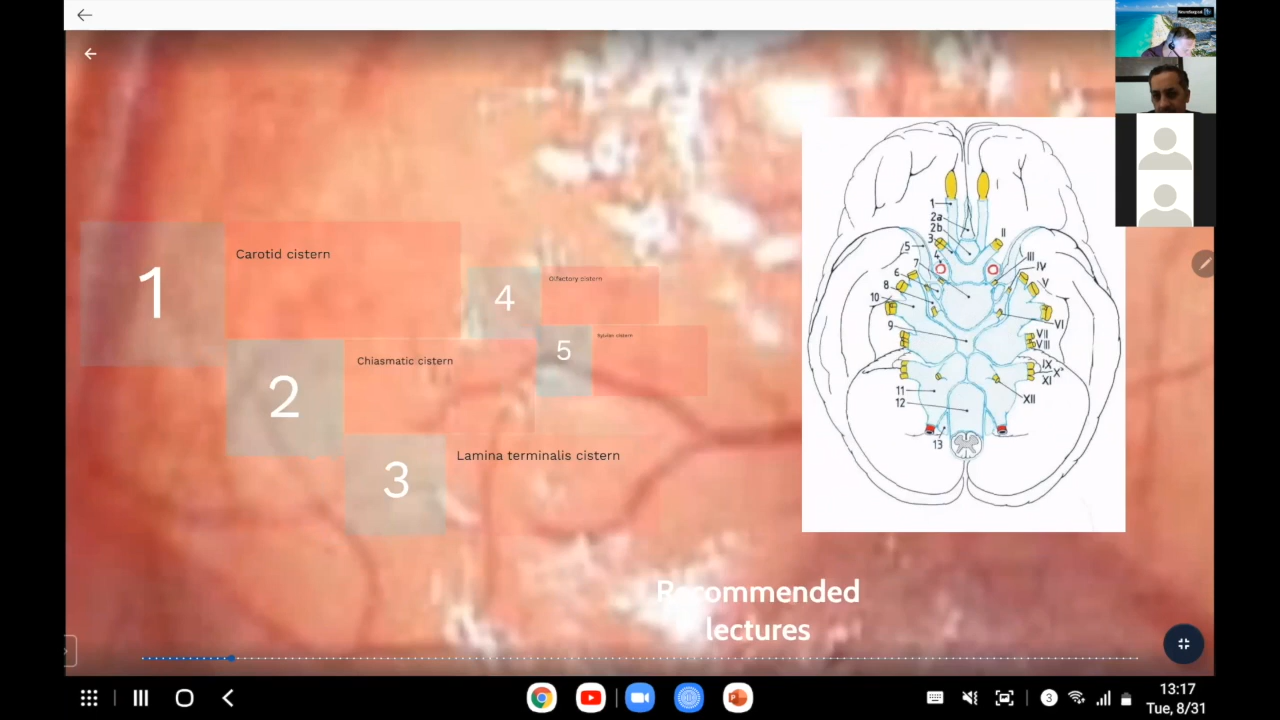 1
Carotid cistern
4
Olfactory cistern
5
Sylvian cistern
2
Chiasmatic cistern
3
Lamina terminalis cistern
I
1
2a
2b
II
3
5
4
III
7
IV
6
V
8
10
VI
9
VII
VIII
IX
X
XI
11
XII
12
13
Recommended
lectures
3
13:17
Tue, 8/31